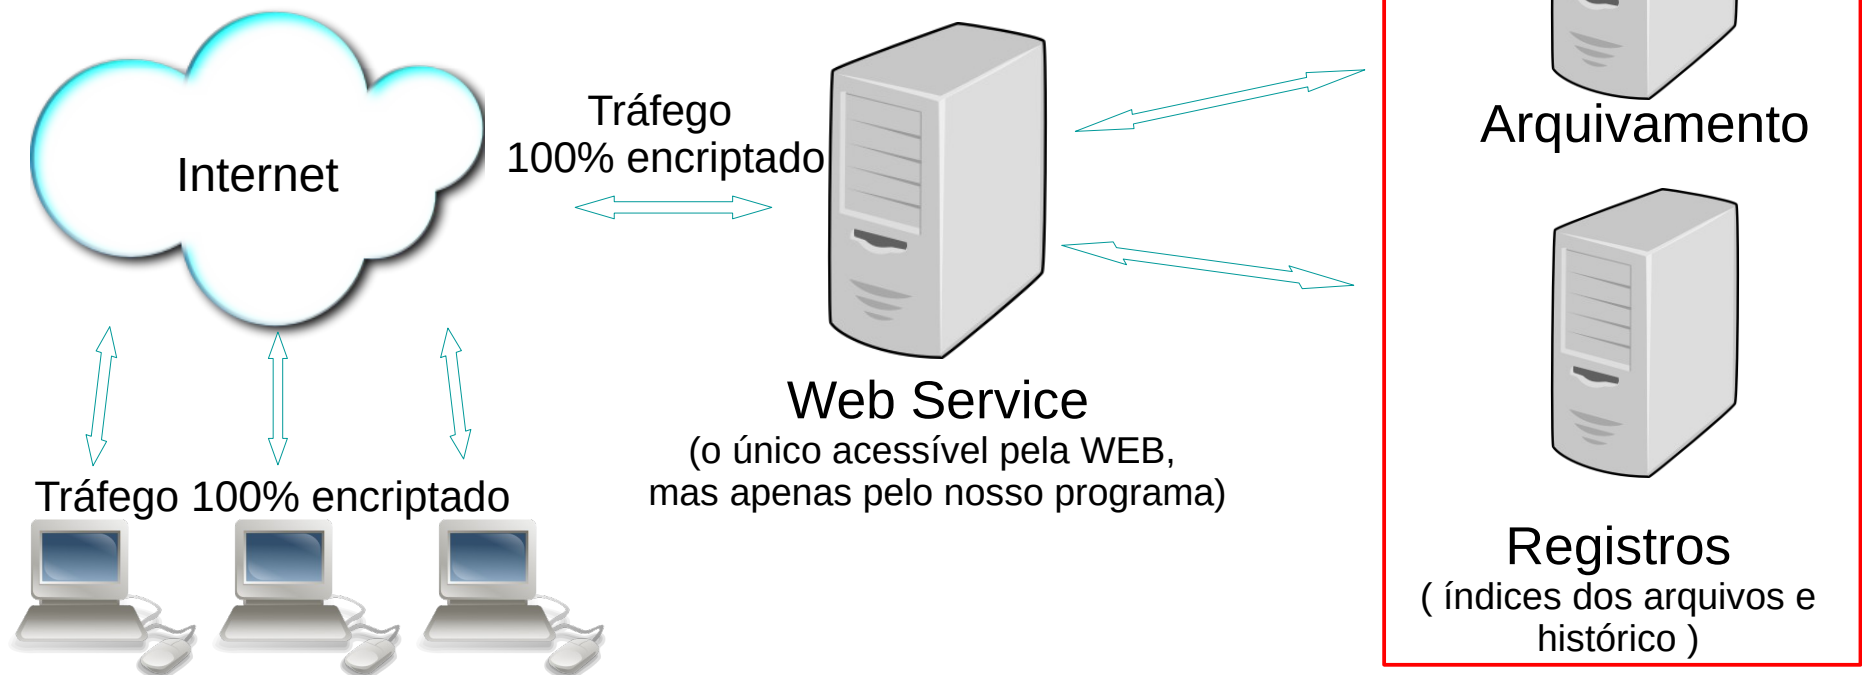 Internet
Tráfego
100% encriptado
Web Service
(o único acessível pela WEB,
mas apenas pelo nosso programa)
Tráfego 100% encriptado
Arquivamento
Registros
( índices dos arquivos e
histórico )